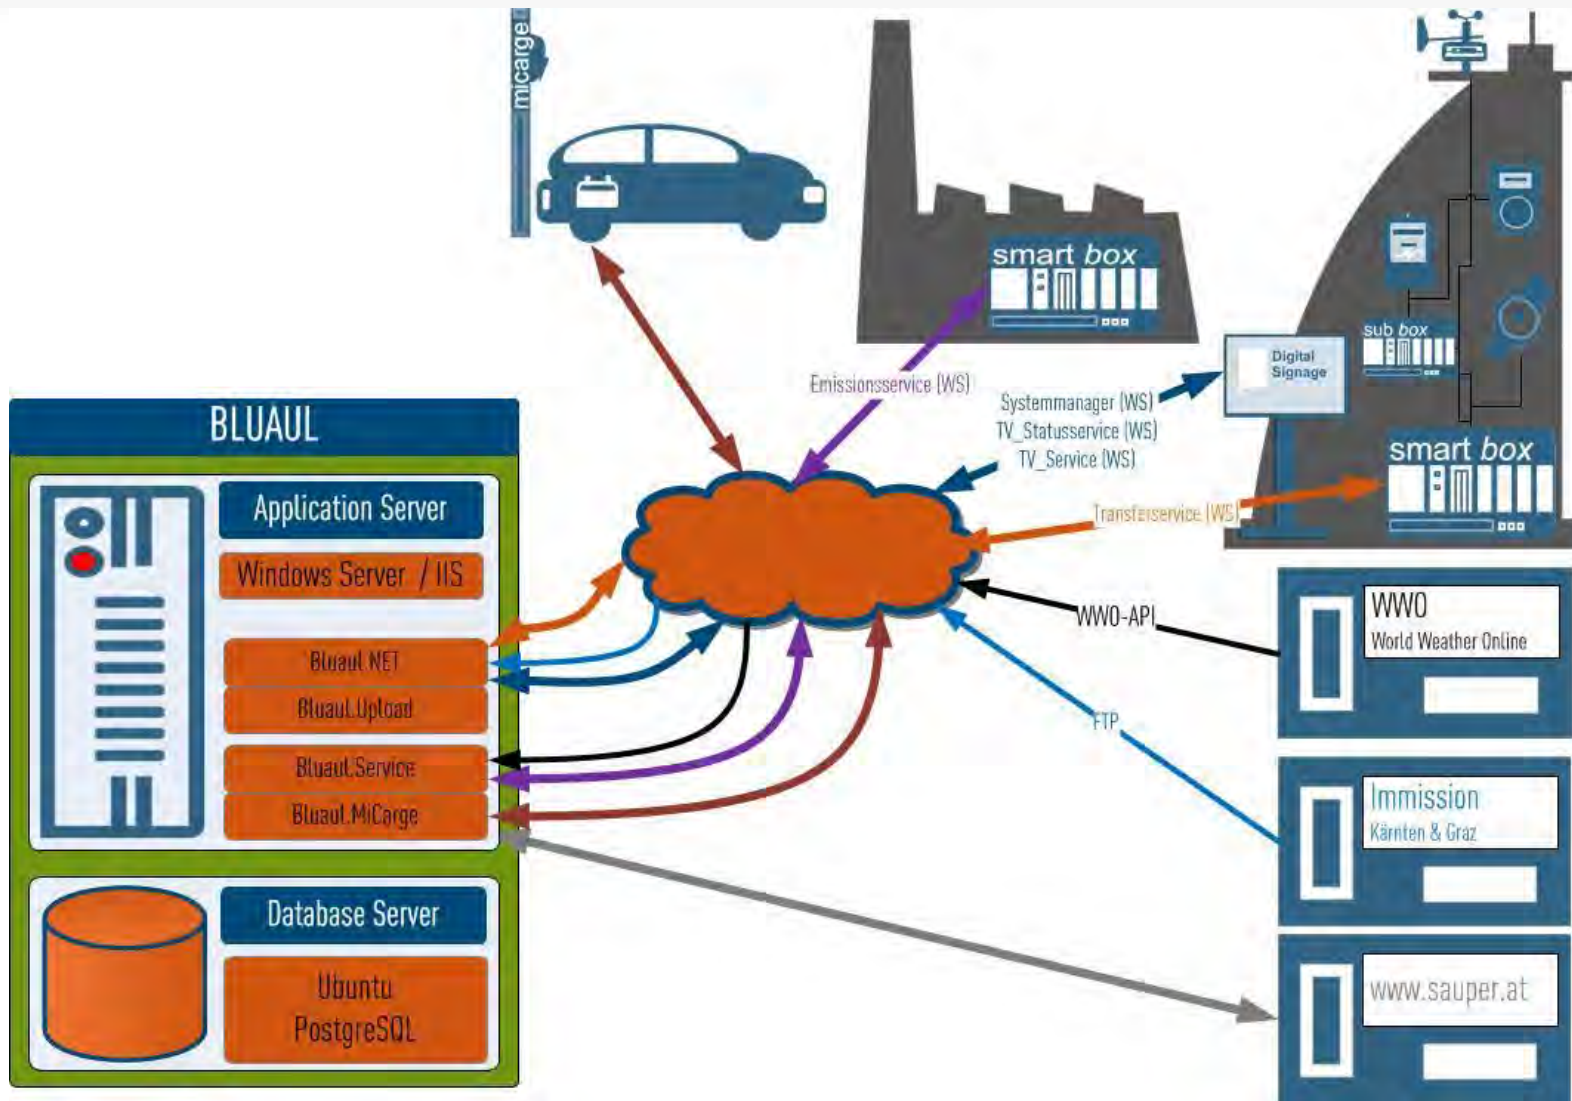 micarge
smart box
Digital
Signage
sub box
smart box
Emissionsservice (WS)
Systemmanager (WS)
TV_Statusservice (WS)
TV_Service (WS)
Transferservice (WS)
BLUAUL
Application Server
Windows Server / IIS
Bluaul.NET
Bluaul.Upload
Bluaul.Service
Bluaul.MiCarge
Database Server
Ubuntu
PostgreSQL
WWO-API
FTP
WWO
World Weather Online
Immission
Kärnten & Graz
www.sauper.at